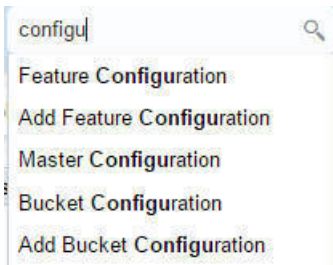 configu
Feature Configuration
Add Feature Configuration
Master Configuration
Bucket Configuration
Add Bucket Configuration